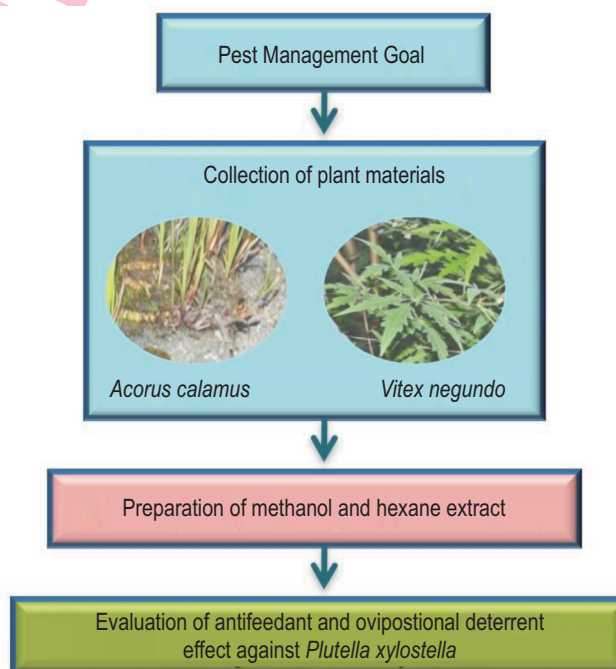 Pest Management Goal
Collection of plant materials
Acorus calamus
Vitex negundo
Preparation of methanol and hexane extract
Evaluation of antifeedant and ovipostional deterrent
effect against Plutella xylostella